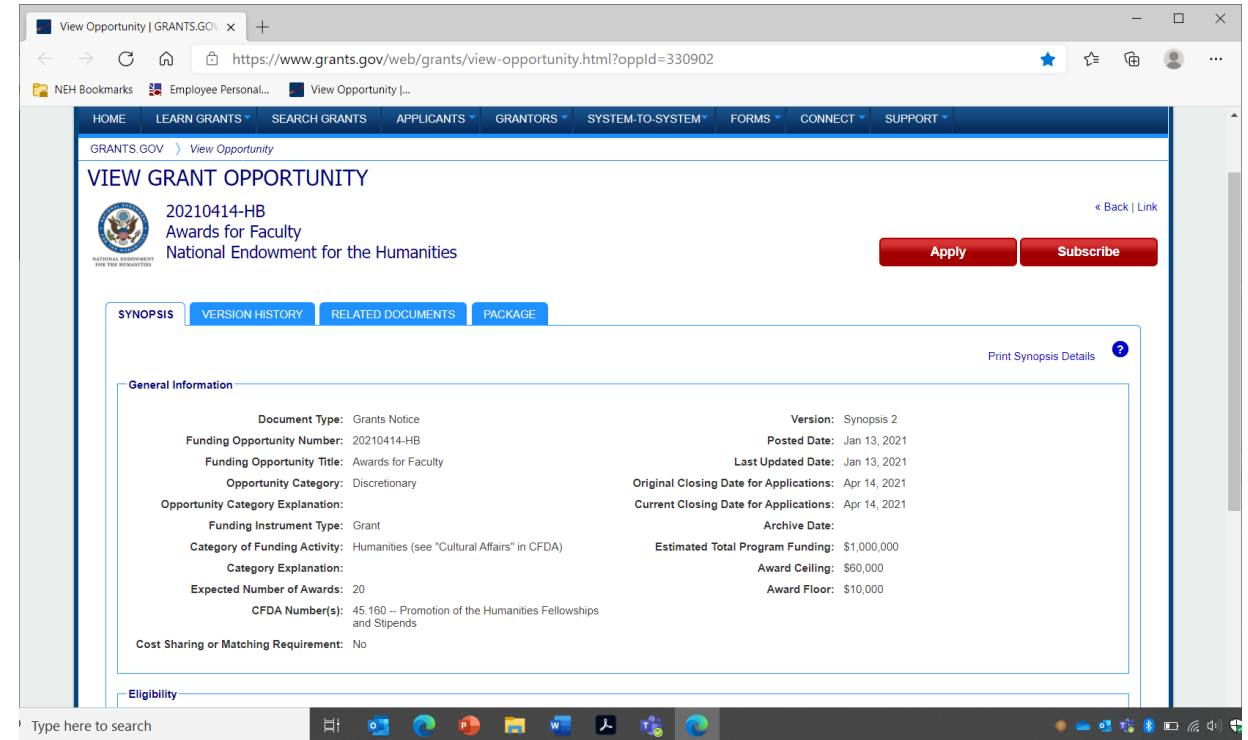 View Opportunity | GRANTS.GOV
https://www.grants.gov/web/grants/view-opportunity.html?oppId=330902
NEH Bookmarks Employee Personal... View Opportunity |...
HOME LEARN GRANTS SEARCH GRANTS APPLICANTS GRANTORS SYSTEM-TO-SYSTEM FORMS CONNECT SUPPORT
GRANTS.GOV 〉 View Opportunity
VIEW GRANT OPPORTUNITY
20210414-HB
« Back | Link
Awards for Faculty
National Endowment for the Humanities
NATIONAL ENDOWMENT
FOR THE HUMANITIES
Apply Subscribe
SYNOPSIS VERSION HISTORY RELATED DOCUMENTS PACKAGE
Print Synopsis Details ?
General Information
Document Type: Grants Notice
Funding Opportunity Number: 20210414-HB
Funding Opportunity Title: Awards for Faculty
Opportunity Category: Discretionary
Opportunity Category Explanation:
Funding Instrument Type: Grant
Category of Funding Activity: Humanities (see "Cultural Affairs" in CFDA)
Category Explanation:
Expected Number of Awards: 20
CFDA Number(s): 45.160 -- Promotion of the Humanities Fellowships
and Stipends
Cost Sharing or Matching Requirement: No
Version: Synopsis 2
Posted Date: Jan 13, 2021
Last Updated Date: Jan 13, 2021
Original Closing Date for Applications: Apr 14, 2021
Current Closing Date for Applications: Apr 14, 2021
Archive Date:
Estimated Total Program Funding: $1,000,000
Award Ceiling: $60,000
Award Floor: $10,000
Eligibility
Type here to search